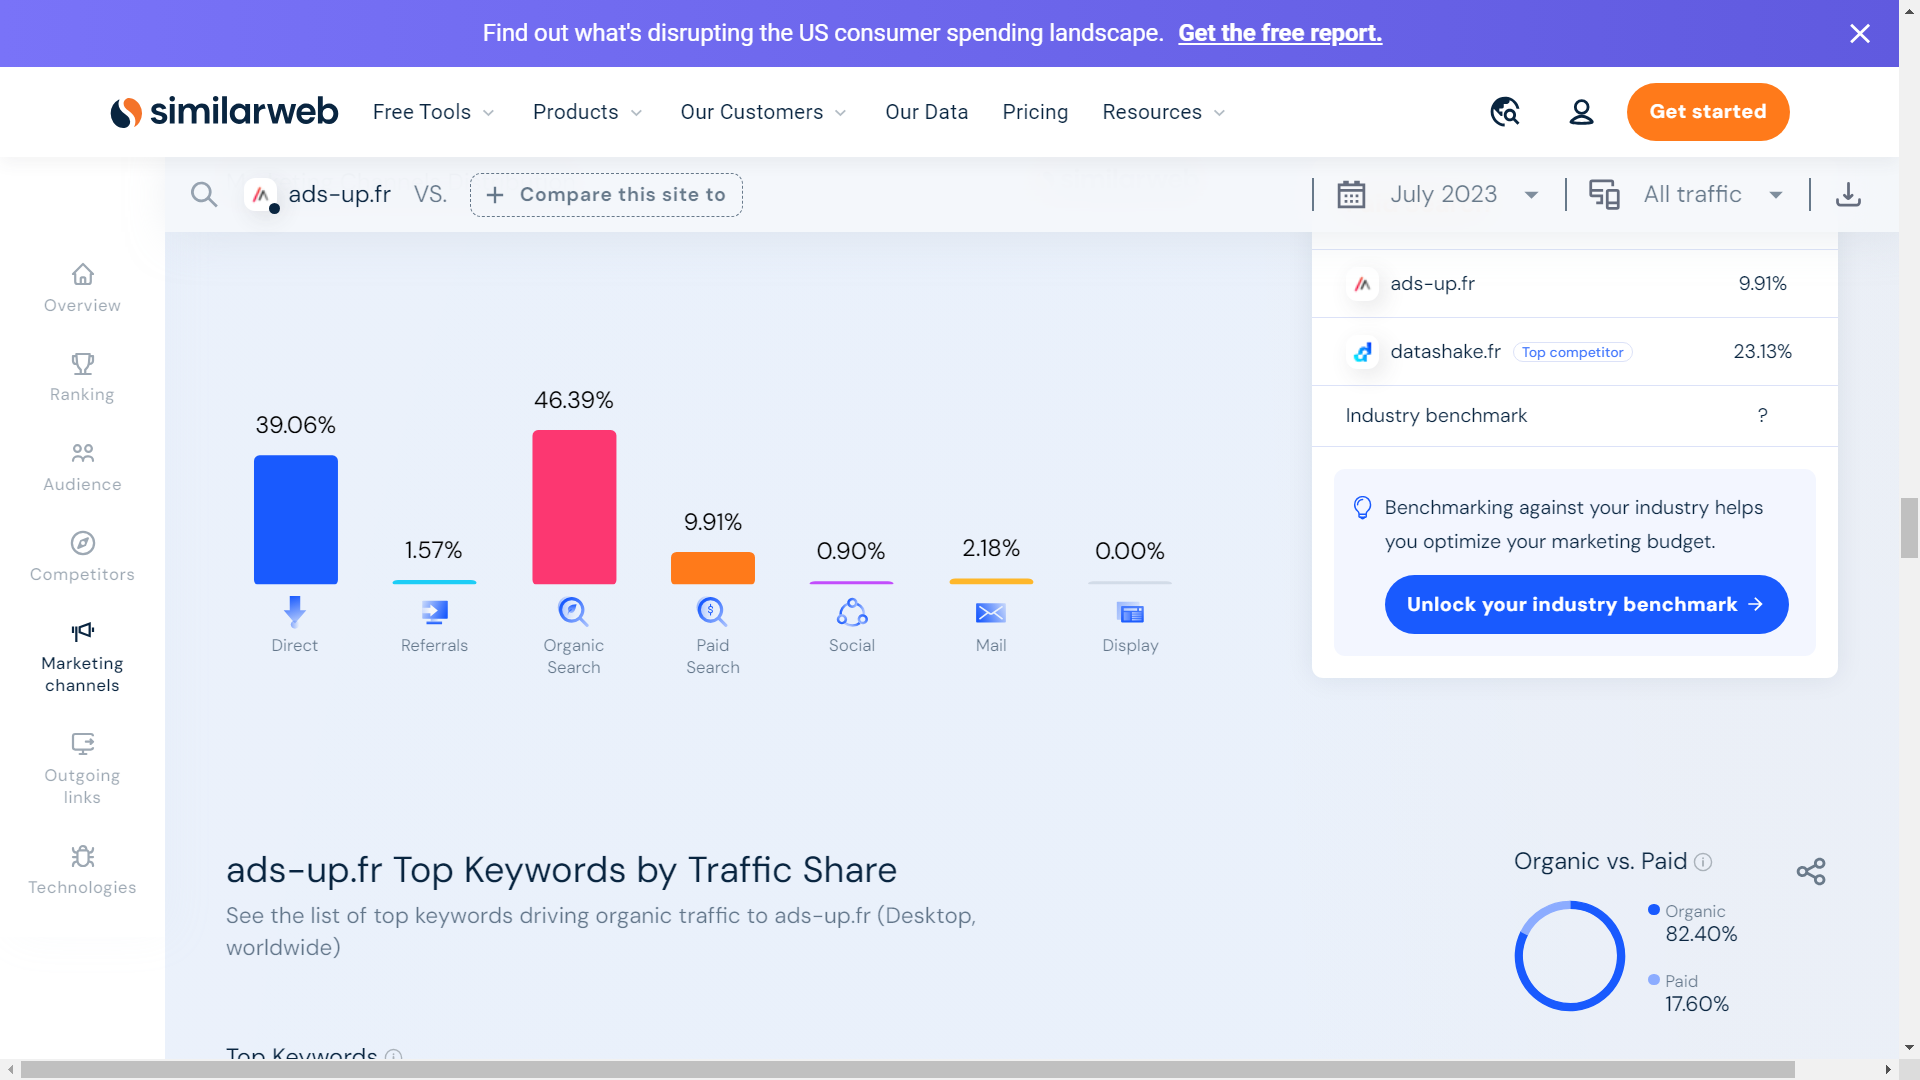 Find out what's disrupting the US consumer spending landscape. Get the free report.
similarweb Free Tools Products Our Customers Our Data Pricing Resources Get started
ads-up.fr VS. + Compare this site to July 2023 All traffic
Overview
Ranking
Audience
Competitors
Marketing
channels
Outgoing
links
Technologies
39.06%
1.57%
46.39%
9.91%
0.90%
2.18%
0.00%
Direct
Referrals
Organic
Search
Paid
Search
Social
Mail
Display
ads-up.fr 9.91%
datashake.fr Top competitor 23.13%
Industry benchmark ?
Benchmarking against your industry helps
you optimize your marketing budget.
Unlock your industry benchmark →
ads-up.fr Top Keywords by Traffic Share
See the list of top keywords driving organic traffic to ads-up.fr (Desktop,
worldwide)
Organic vs. Paid
Organic
82.40%
Paid
17.60%
Top Keywords